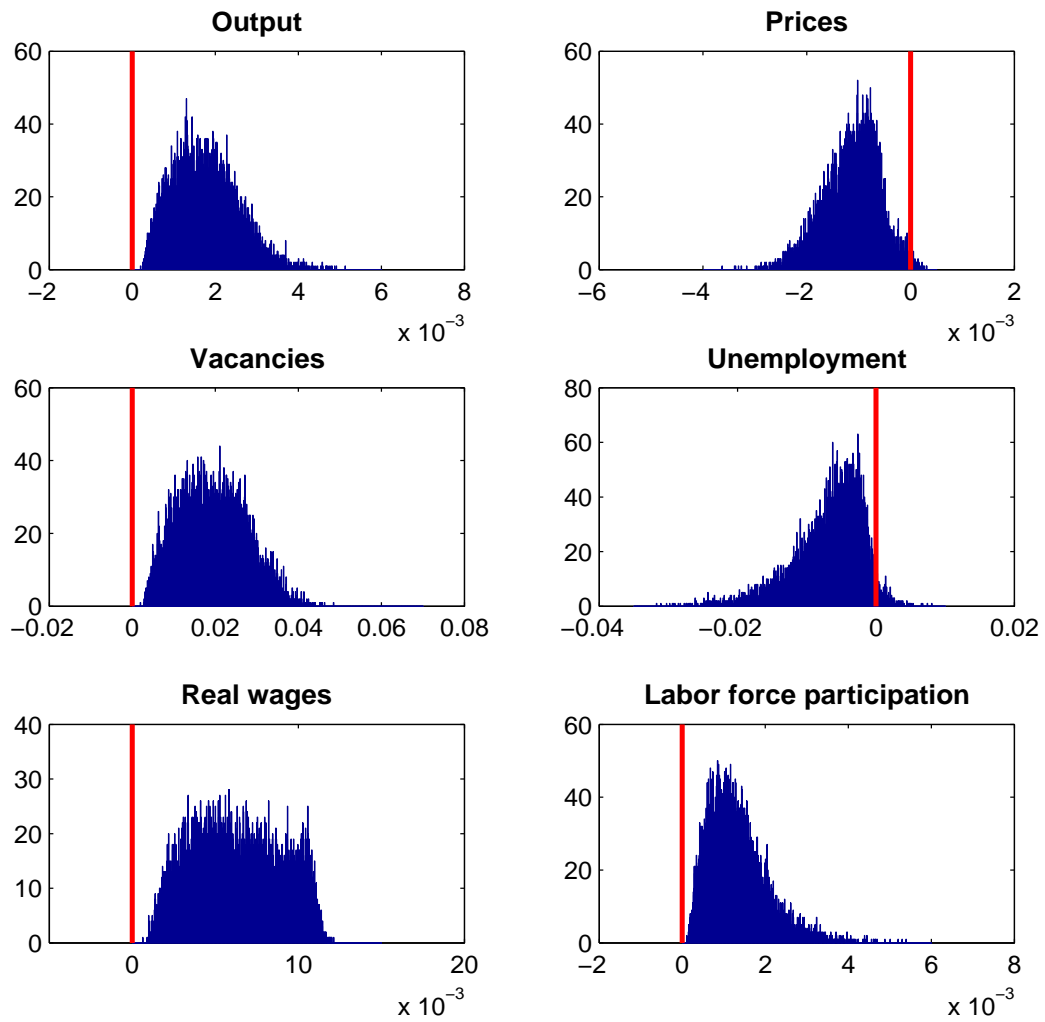 Output
60
40
20
0
−2 0 2 4 6 8
x 10−3
Prices
60
40
20
0
−6 −4 −2 0 2
x 10−3
Vacancies
60
40
20
0
−0.02 0 0.02 0.04 0.06 0.08
Unemployment
80
60
40
20
0
−0.04 −0.02 0 0.02
Real wages
40
30
20
10
0
0 10 20
x 10−3
Labor force participation
60
40
20
0
−2 0 2 4 6 8
x 10−3